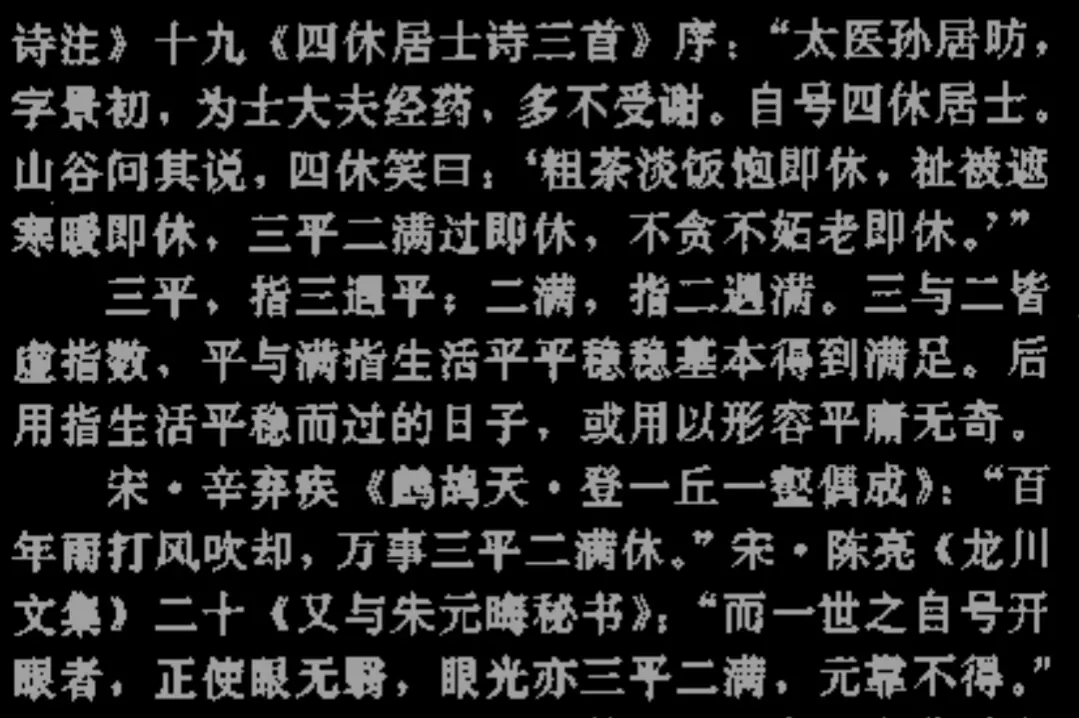 诗注》十九《四休居士诗三首》序：“太医孙居昉，
字景初，为士大夫经药，多不受谢。自号四休居士。
山谷问其说，四休笑曰：‘粗茶淡饭饱即休，祉被遮
寒暖即休，三平二满过即休，不贪不妬老即休。’”
三平，指三遇平；二满，指二遇满。三与二皆
虚指数，平与满指生活平平稳稳基本得到满足。后
用指生活平稳而过的日子，或用以形容平庸无奇。
宋·辛弃疾《鹧鸪天·登一丘一壑偶成》：“百
年雨打风吹却，万事三平二满休。”宋·陈亮《龙川
文集》二十《又与朱元晦秘书》：“而一世之自号开
眼者，正使眼无翳，眼光亦三平二满，元靠不得。”